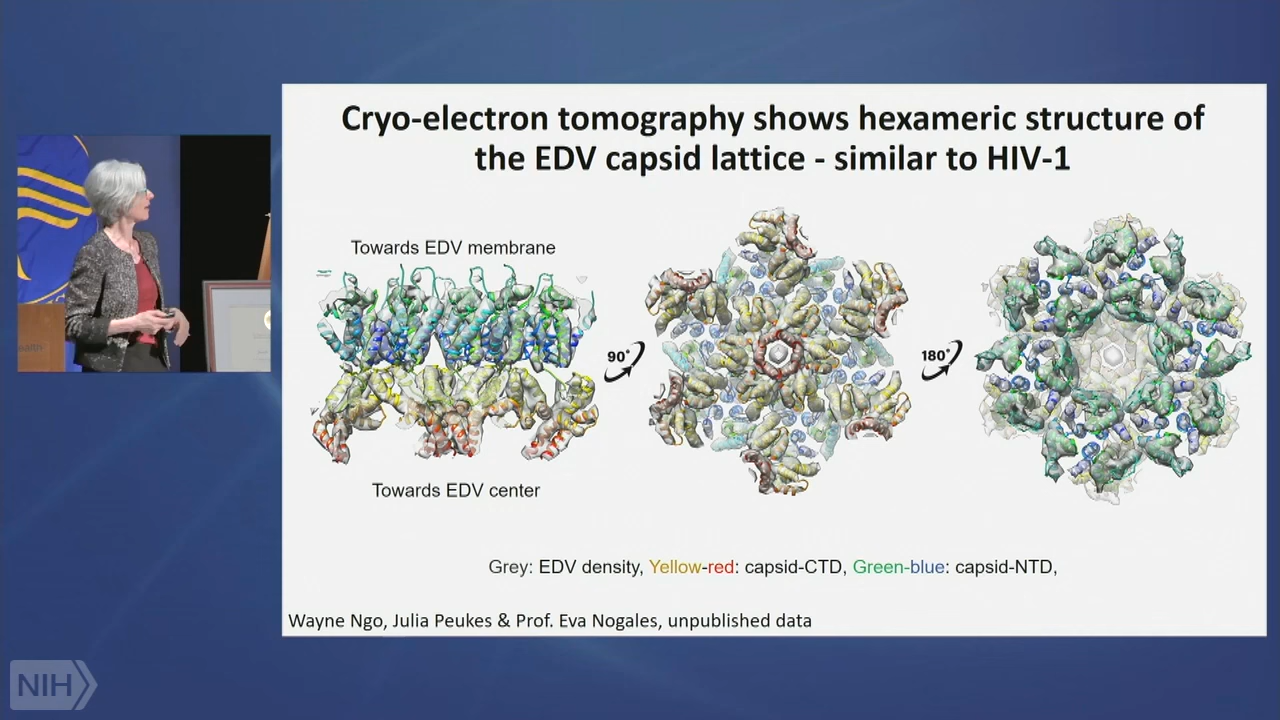 Cryo-electron tomography shows hexameric structure of
the EDV capsid lattice - similar to HIV-1
Towards EDV membrane
90°
180°
Towards EDV center
Grey: EDV density, Yellow-red: capsid-CTD, Green-blue: capsid-NTD,
Wayne Ngo, Julia Peukes & Prof. Eva Nogales, unpublished data
NIH